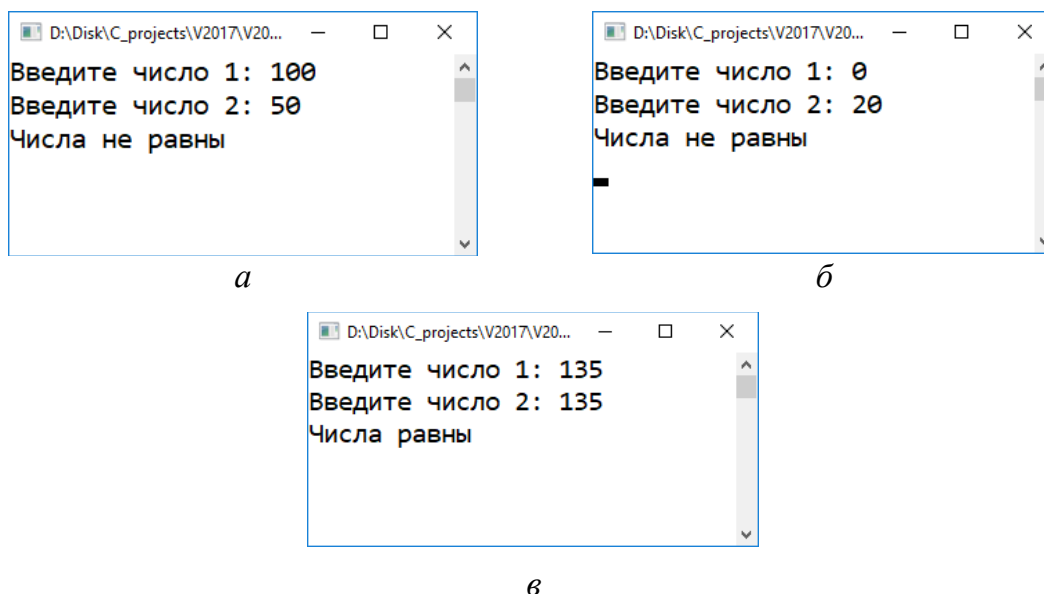 D:\Disk\C_projects\V2017\V20...
Введите число 1: 100
Введите число 2: 50
Числа не равны
а
D:\Disk\C_projects\V2017\V20...
Введите число 1: 0
Введите число 2: 20
Числа не равны
б
D:\Disk\C_projects\V2017\V20...
Введите число 1: 135
Введите число 2: 135
Числа равны
в